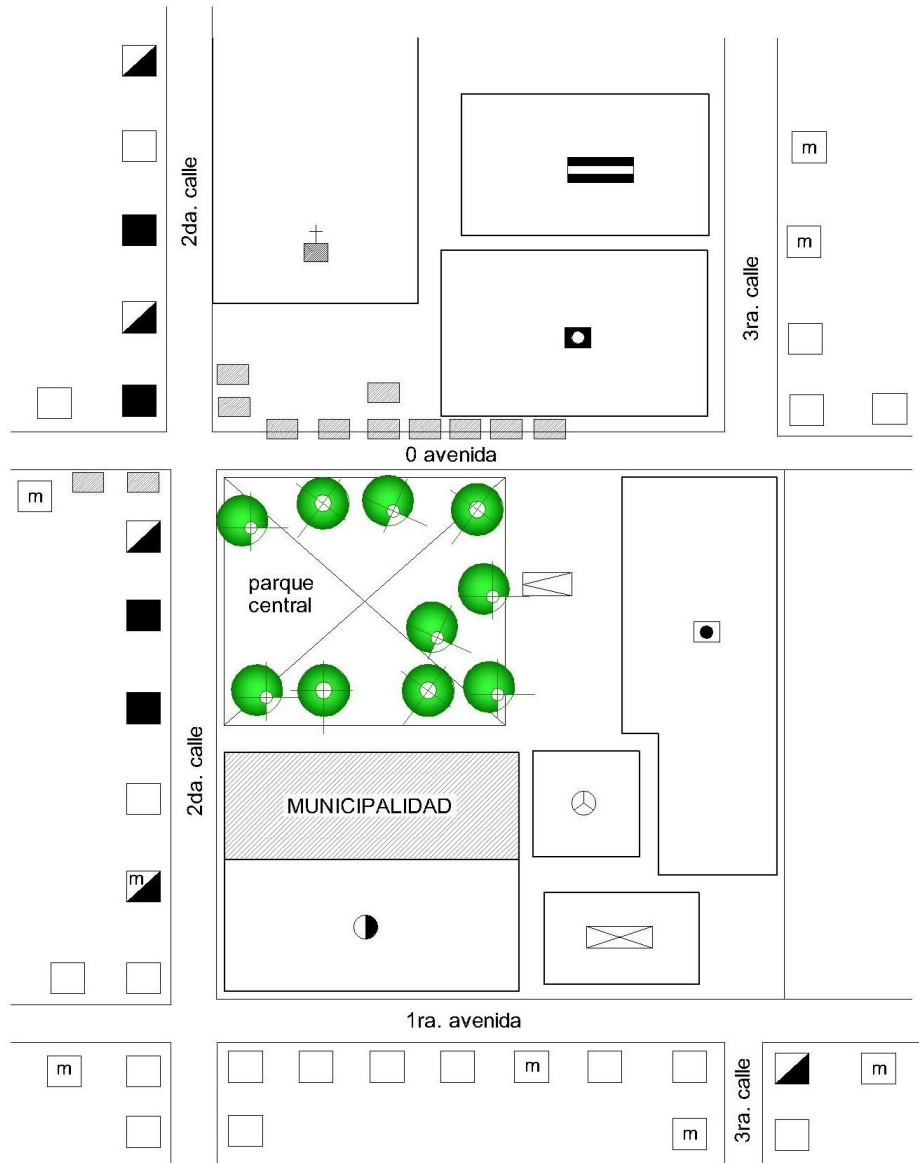 2da. calle
3ra. calle
m
m
0 avenida
m
parque
central
2da. calle
MUNICIPALIDAD
m
1ra. avenida
m
m
m
m
3ra. calle